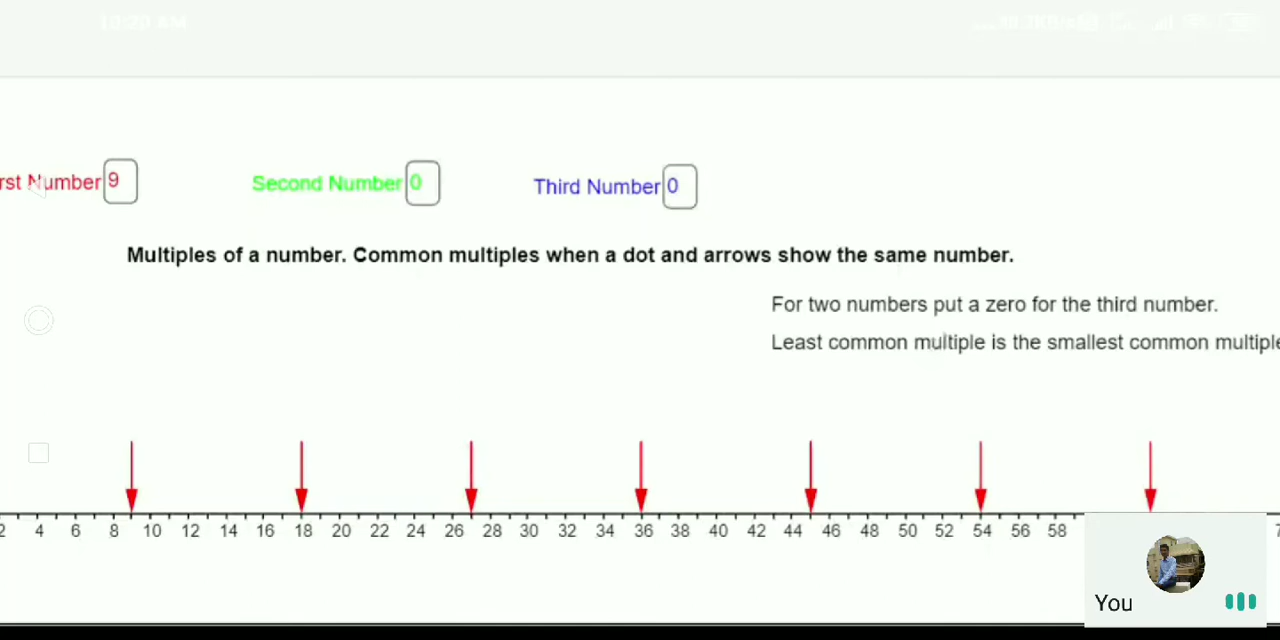 10:20 AM
rst Number 9 Second Number 0 Third Number 0
Multiples of a number. Common multiples when a dot and arrows show the same number.
For two numbers put a zero for the third number.
Least common multiple is the smallest common multiple
2 4 6 8 10 12 14 16 18 20 22 24 26 28 30 32 34 36 38 40 42 44 46 48 50 52 54 56 58
You